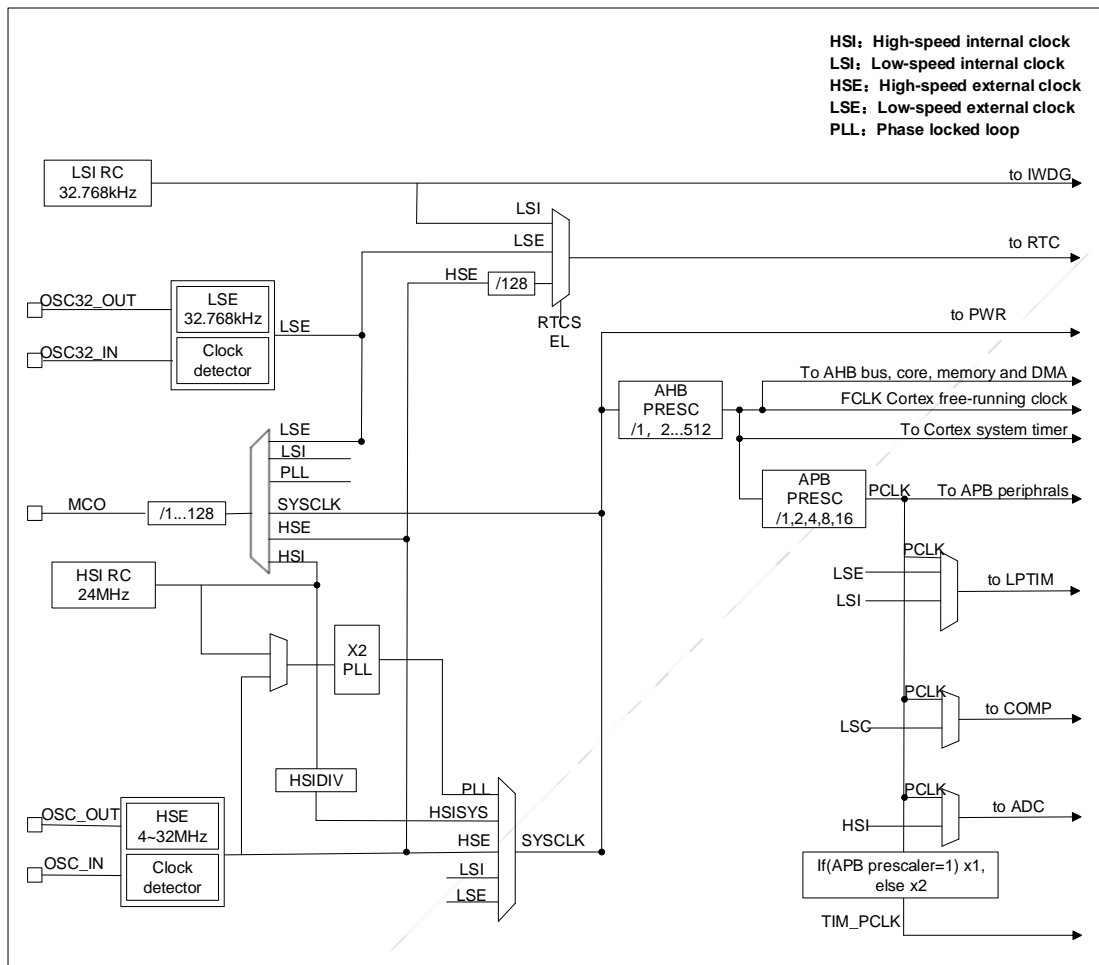 HSI：High-speed internal clock
LSI：Low-speed internal clock
HSE：High-speed external clock
LSE：Low-speed external clock
PLL：Phase locked loop
LSI RC
32.768kHz
to IWDG
LSI
LSE
to RTC
HSE
/128
OSC32_OUT
LSE
32.768kHz
LSE
RTCS
EL
to PWR
OSC32_IN
Clock
detector
AHB
PRESC
/1, 2...512
To AHB bus, core, memory and DMA
FCLK Cortex free-running clock
To Cortex system timer
LSE
LSI
PLL
APB
PRESC
/1,2,4,8,16
PCLK
To APB periphrals
MCO
/1...128
SYSCLK
HSE
HSI
PCLK
LSE
LSI
to LPTIM
HSI RC
24MHz
X2
PLL
PCLK
LSC
to COMP
HSIDIV
PLL
HSISYS
HSE
LSI
LSE
SYSCLK
PCLK
HSI
to ADC
OSC_OUT
HSE
4~32MHz
OSC_IN
Clock
detector
If(APB prescaler=1) x1,
else x2
TIM_PCLK